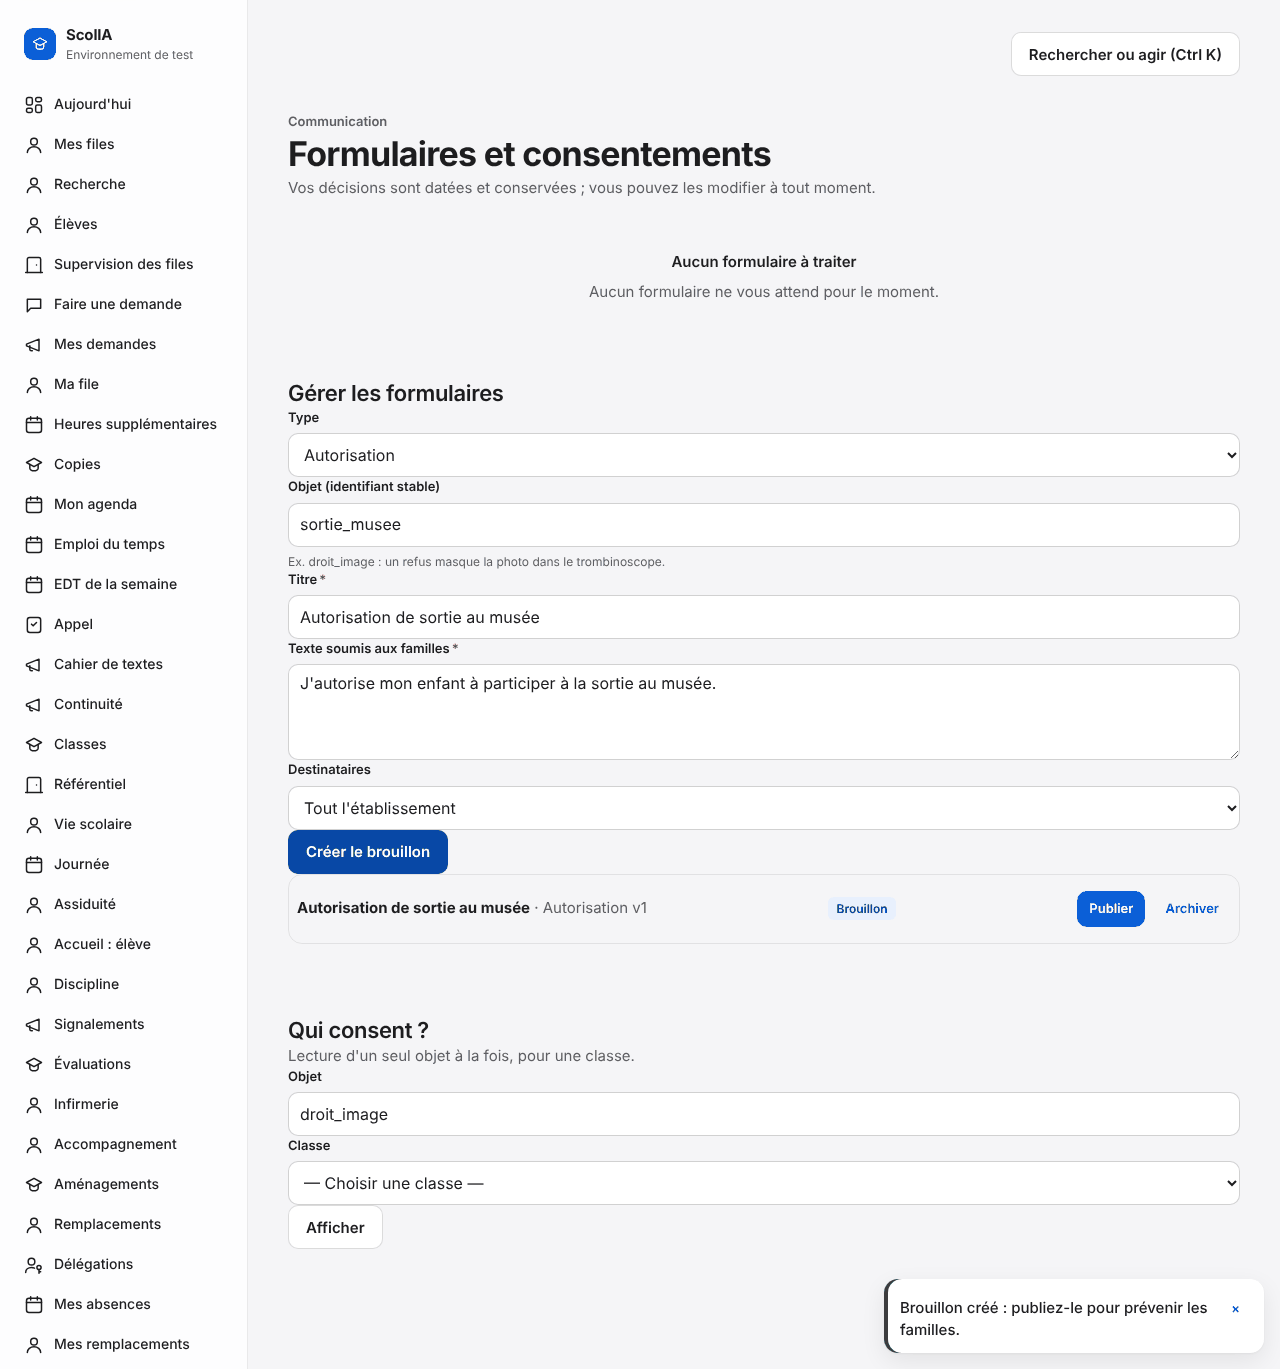 ScolIA
Environnement de test
Aujourd'hui
Mes files
Recherche
Élèves
Supervision des files
Faire une demande
Mes demandes
Ma file
Heures supplémentaires
Copies
Mon agenda
Emploi du temps
EDT de la semaine
Appel
Cahier de textes
Continuité
Classes
Référentiel
Vie scolaire
Journée
Assiduité
Accueil : élève
Discipline
Signalements
Évaluations
Infirmerie
Accompagnement
Aménagements
Remplacements
Délégations
Mes absences
Mes remplacements
Rechercher ou agir (Ctrl K)
Communication
Formulaires et consentements
Vos décisions sont datées et conservées ; vous pouvez les modifier à tout moment.
Aucun formulaire à traiter
Aucun formulaire ne vous attend pour le moment.
Gérer les formulaires
Type
Autorisation
Objet (identifiant stable)
sortie_musee
Ex. droit_image : un refus masque la photo dans le trombinoscope.
Titre *
Autorisation de sortie au musée
Texte soumis aux familles *
J'autorise mon enfant à participer à la sortie au musée.
Destinataires
Tout l'établissement
Créer le brouillon
Autorisation de sortie au musée · Autorisation v1 Brouillon Publier Archiver
Qui consent ?
Lecture d'un seul objet à la fois, pour une classe.
Objet
droit_image
Classe
— Choisir une classe —
Afficher
Brouillon créé : publiez-le pour prévenir les ×
familles.